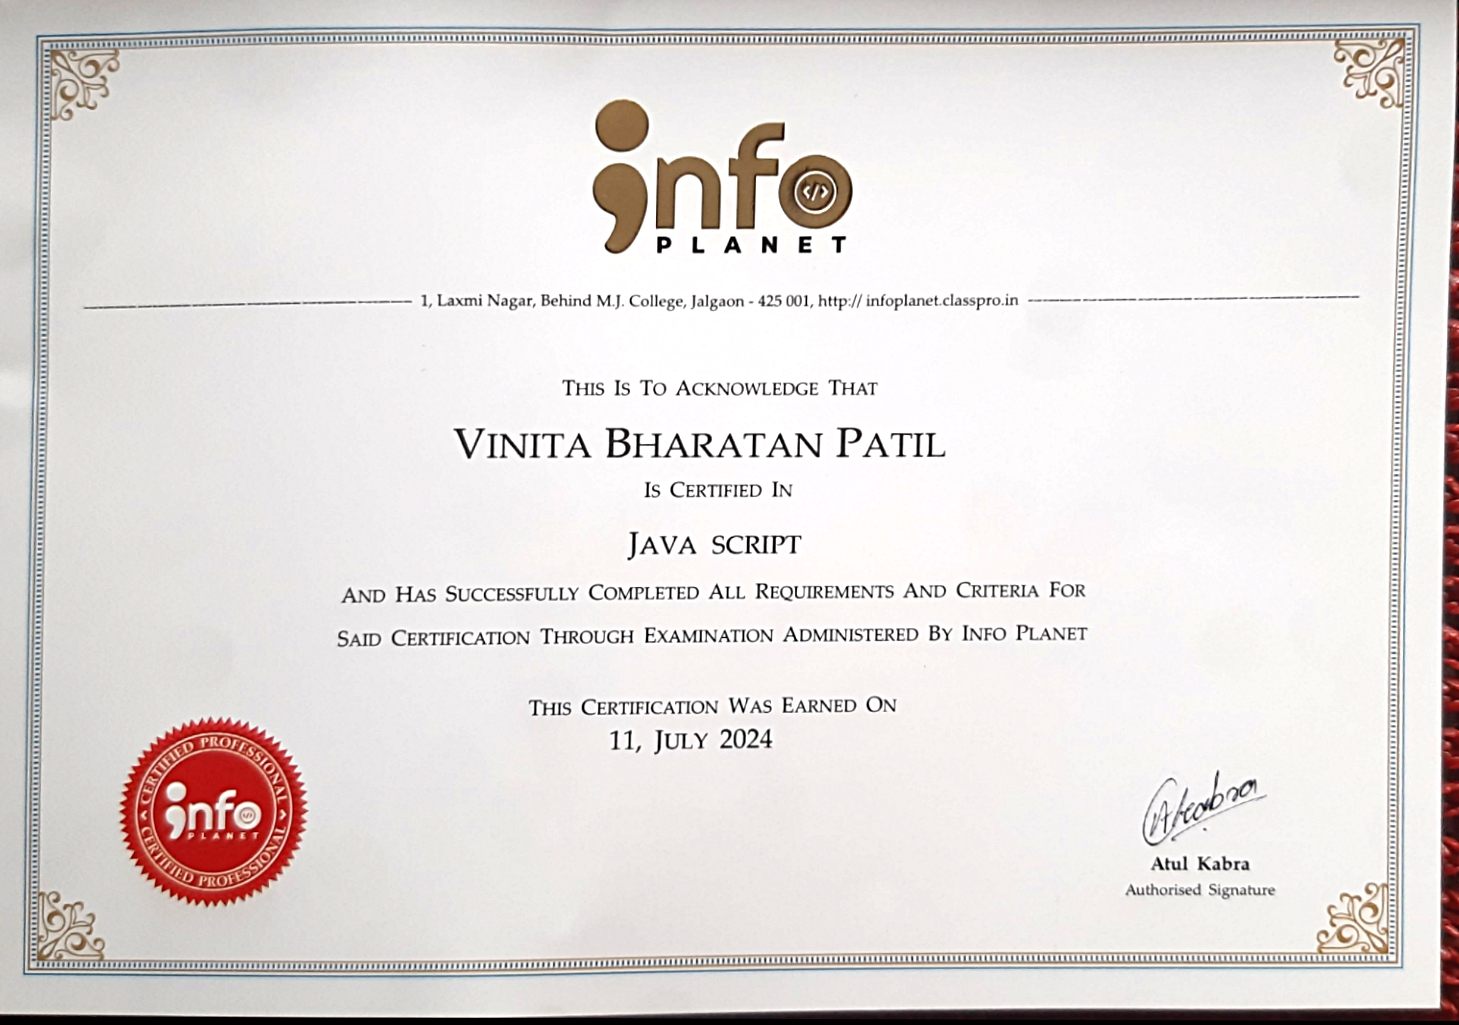 info
PLANET
1, Laxmi Nagar, Behind M.J. College, Jalgaon - 425 001, http:// infoplanet.classpro.in
THIS IS TO ACKNOWLEDGE THAT
VINITA BHARATAN PATIL
IS CERTIFIED IN
JAVA SCRIPT
AND HAS SUCCESSFULLY COMPLETED ALL REQUIREMENTS AND CRITERIA FOR
SAID CERTIFICATION THROUGH EXAMINATION ADMINISTERED BY INFO PLANET
THIS CERTIFICATION WAS EARNED ON
11, JULY 2024
CERTIFIED PROFESSIONAL
info
PLANET
CERTIFIED PROFESSIONAL
Akabra
Atul Kabra
Authorised Signature